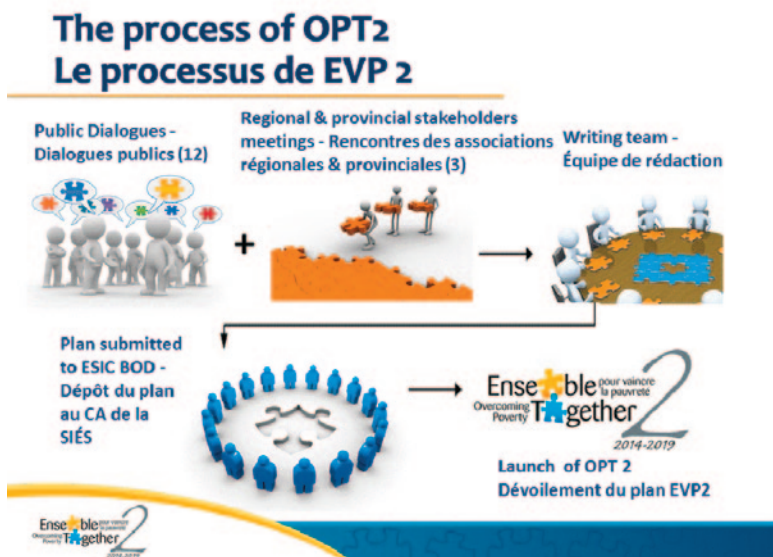 The process of OPT2
Le processus de EVP 2
Public Dialogues -
Dialogues publics (12)
Regional & provincial stakeholders
meetings - Rencontres des associations
régionales & provinciales (3)
Writing team -
Équipe de rédaction
+
Plan submitted
to ESIC BOD -
Dépôt du plan
au CA de la
SIÉS
Ensemble pour vaincre la pauvreté
Overcoming Poverty Together 2
2014-2019
Launch of OPT 2
Dévoilement du plan EVP2
Ensemble pour vaincre la pauvreté
Overcoming Poverty Together 2
2014-2019